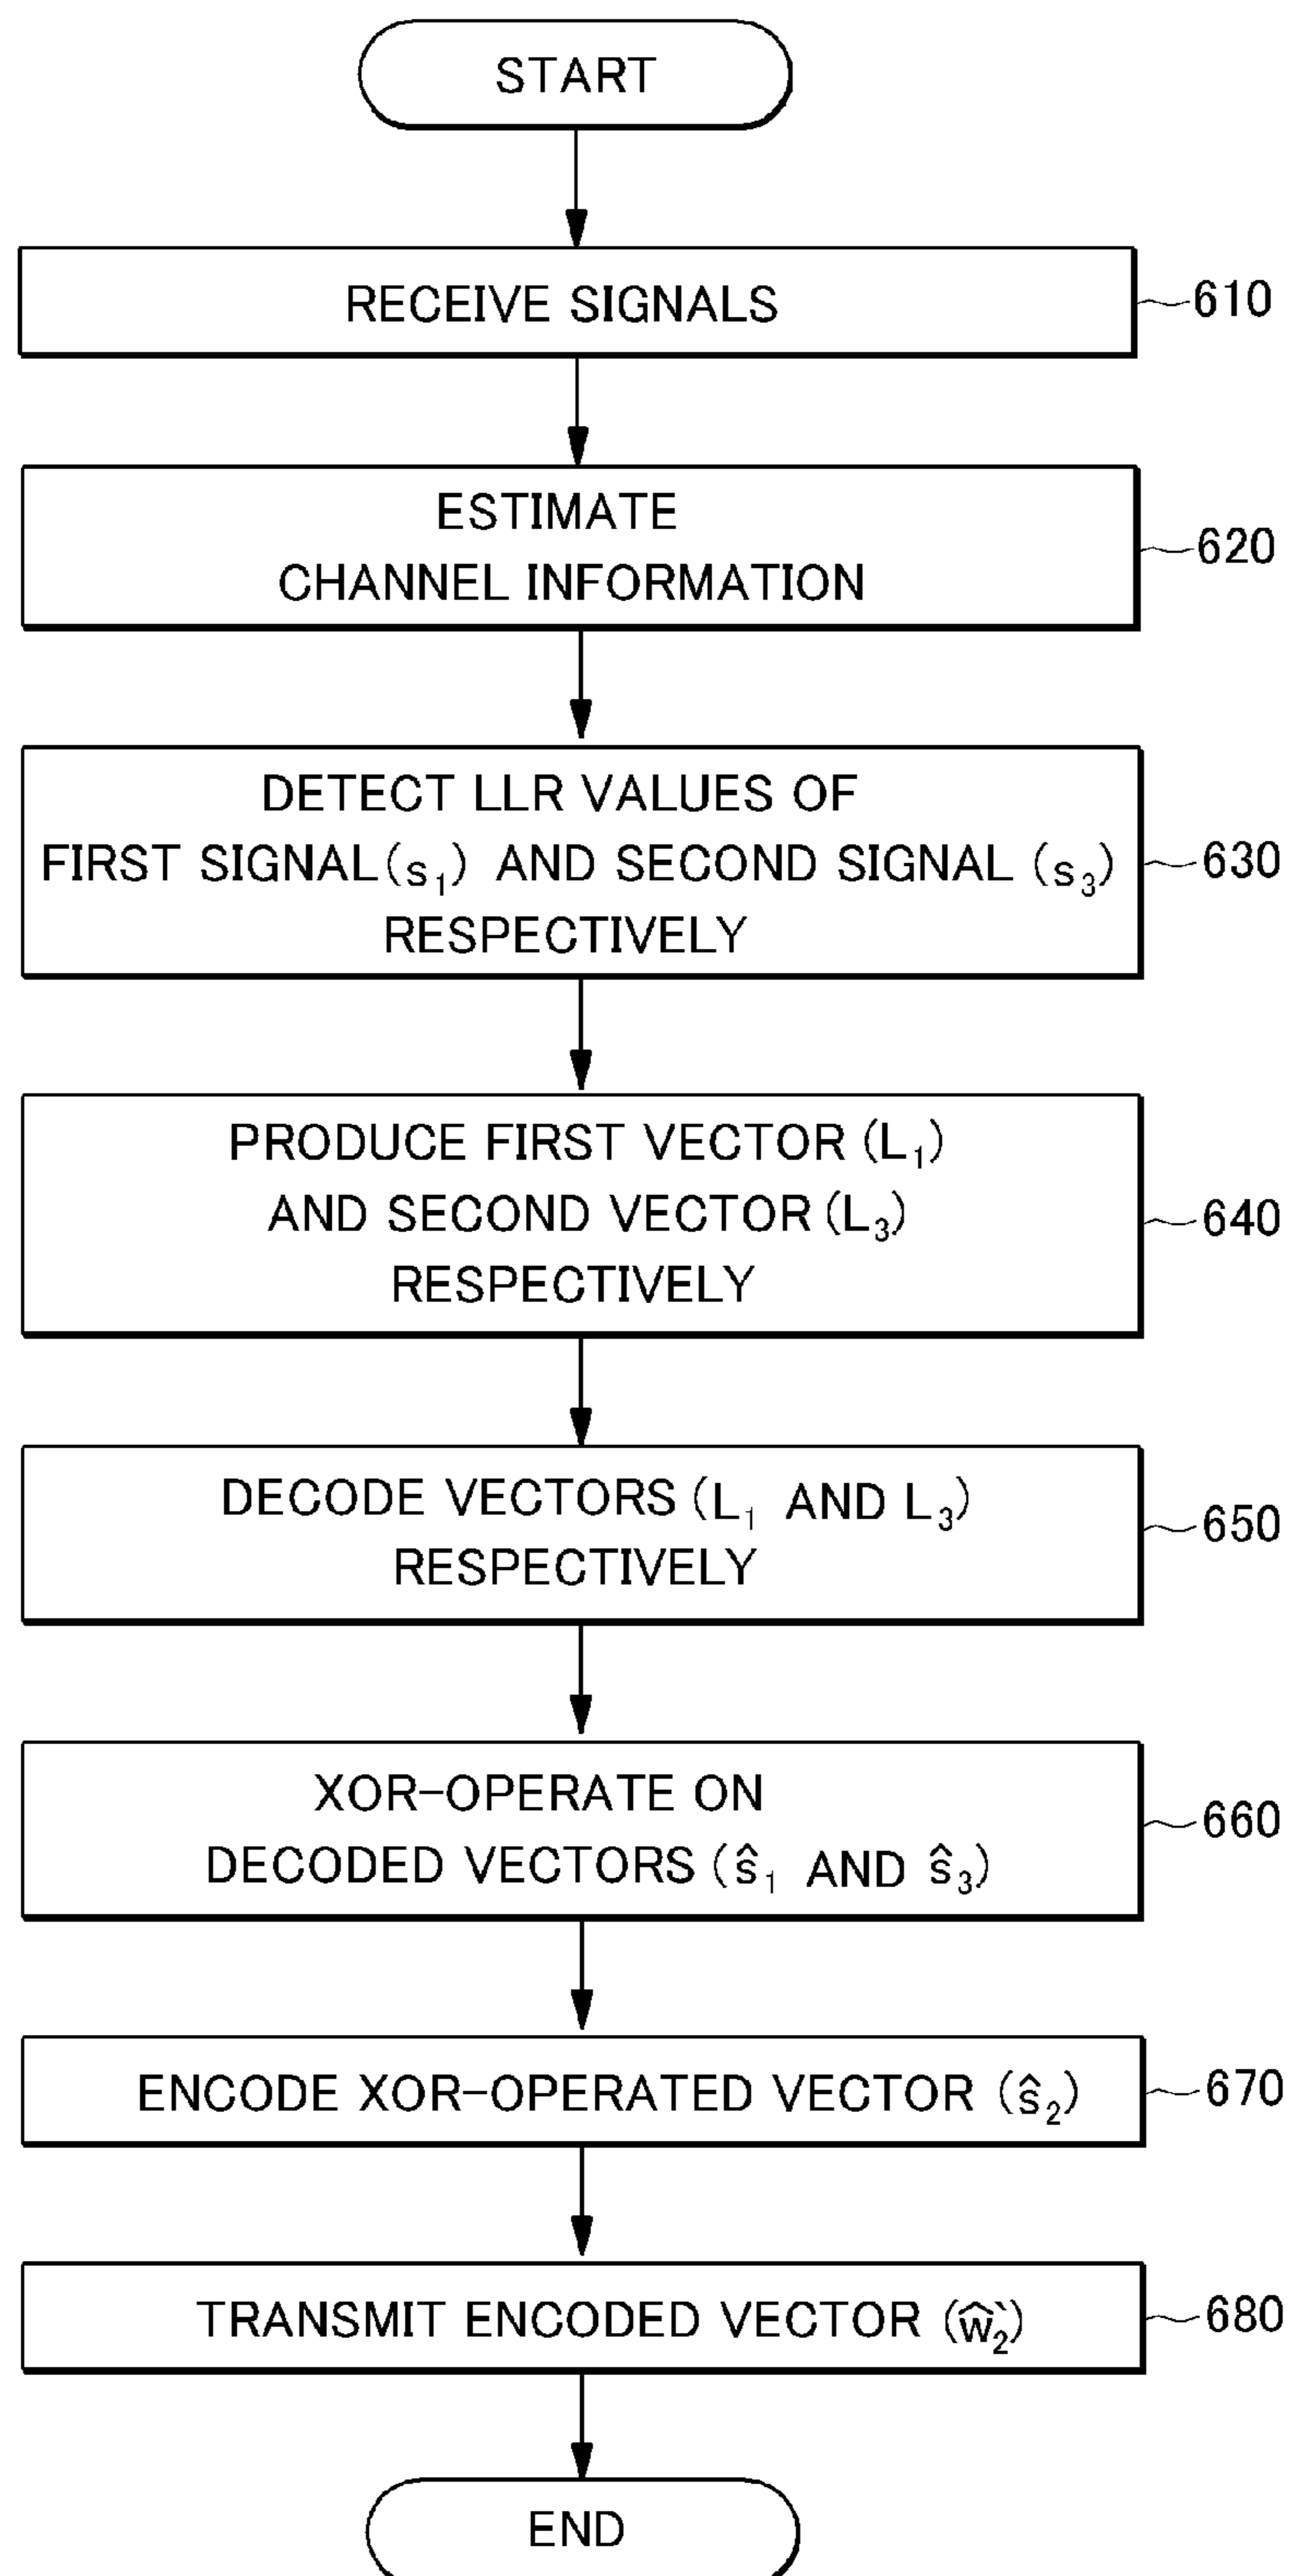 START
RECEIVE SIGNALS
610
ESTIMATE
CHANNEL INFORMATION
620
DETECT LLR VALUES OF
FIRST SIGNAL(s₁) AND SECOND SIGNAL (s₃)
RESPECTIVELY
630
PRODUCE FIRST VECTOR (L₁)
AND SECOND VECTOR (L₃)
RESPECTIVELY
640
DECODE VECTORS (L₁ AND L₃)
RESPECTIVELY
650
XOR-OPERATE ON
DECODED VECTORS (ŝ₁ AND ŝ₃)
660
ENCODE XOR-OPERATED VECTOR (ŝ₂)
670
TRANSMIT ENCODED VECTOR (ŵ₂`)
680
END